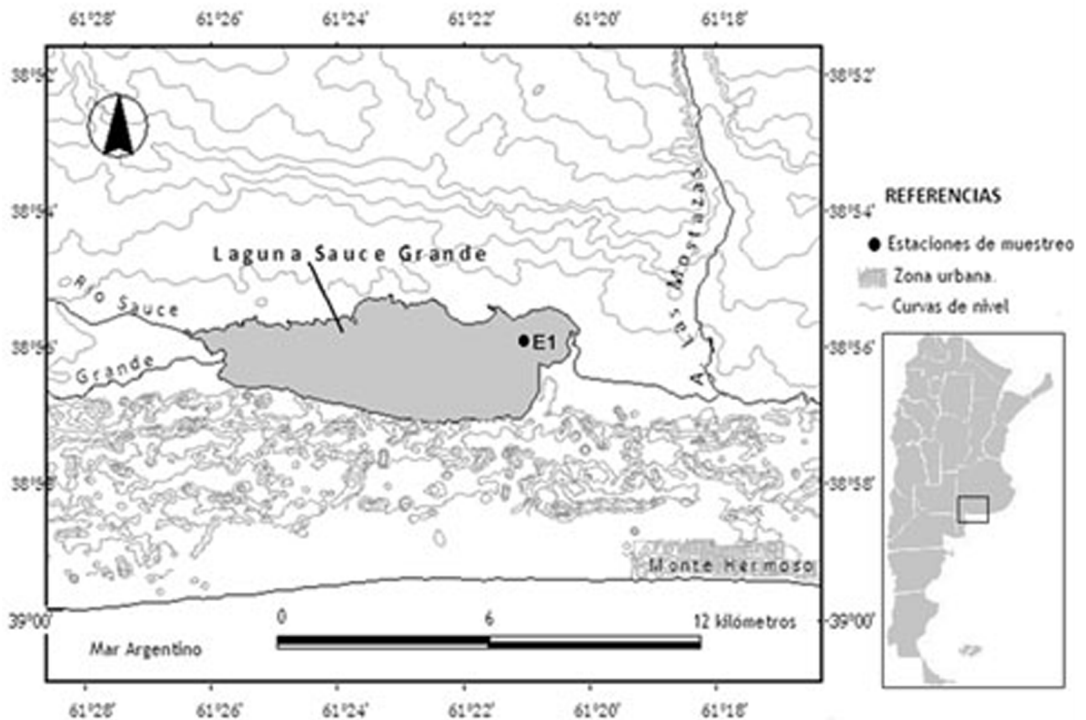 61°28' 61°26' 61°24' 61°22' 61°20' 61°18'
38°52' 38°52'
38°54' 38°54'
REFERENCIAS
Estaciones de muestreo
Zona urbana.
Curvas de nivel
Laguna Sauce Grande
Río Sauce
Grande
A. Las Mostazas
E1
38°56' 38°56'
38°58' 38°58'
Monte Hermoso
39°00' 39°00'
0 6 12 kilómetros
Mar Argentino
61°28' 61°26' 61°24' 61°22' 61°20' 61°18'